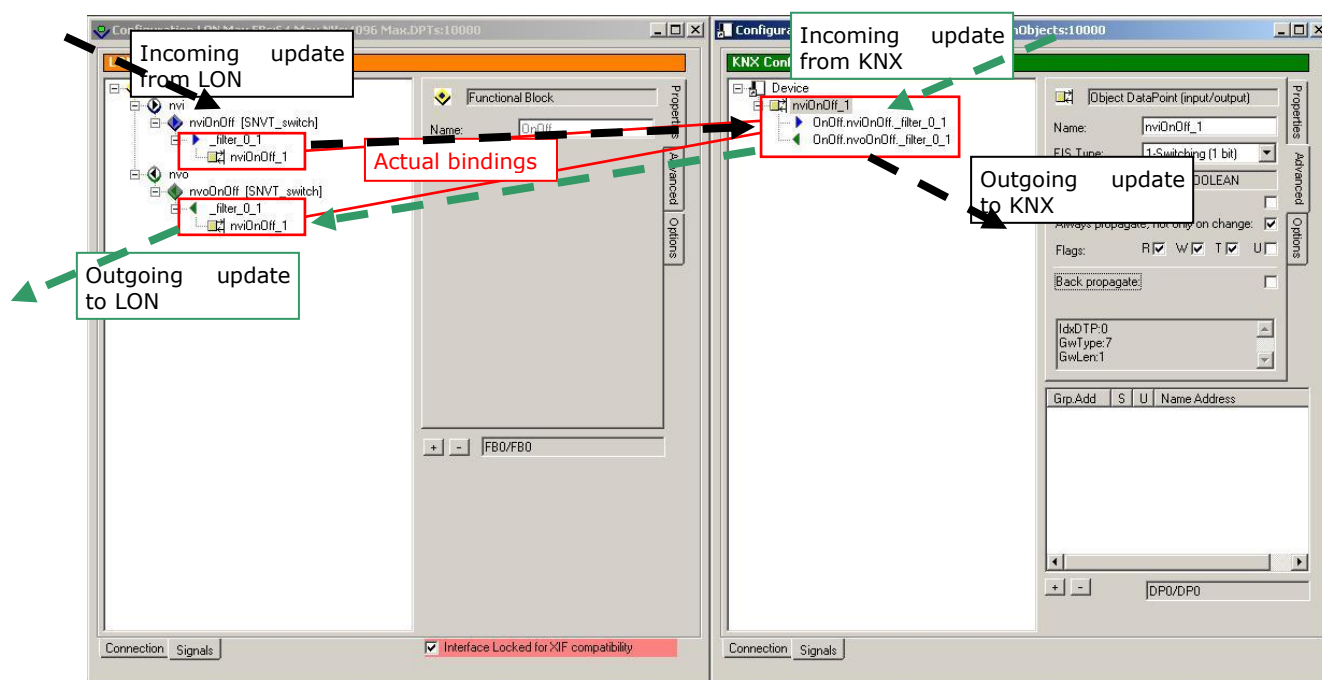 Configuration LON Max.FBs:64 Max.NVs:4096 Max.DPTs:10000
Incoming update
from LON
nvi
nviOnOff [SNVT_switch]
_filter_0_1
nviOnOff_1
nvo
nvoOnOff [SNVT_switch]
_filter_0_1
nviOnOff_1
Outgoing update
to LON
Actual bindings
Functional Block
Name: OnOff
Properties
Advanced
Options
+ - FB0/FB0
Connection Signals
Interface Locked for XIF compatibility
Objects:10000
Incoming update
from KNX
Device
nviOnOff_1
OnOff.nviOnOff._filter_0_1
OnOff.nvoOnOff._filter_0_1
Outgoing update
to KNX
Object DataPoint (input/output)
Name: nviOnOff_1
EIS Type: 1-Switching (1 bit)
Always propagate, not only on change:
Flags: R W T U
Back propagate:
IdxDTP:0
GwType:7
GwLen:1
Properties
Advanced
Options
Grp.Add S U Name Address
+ - DP0/DP0
Connection Signals